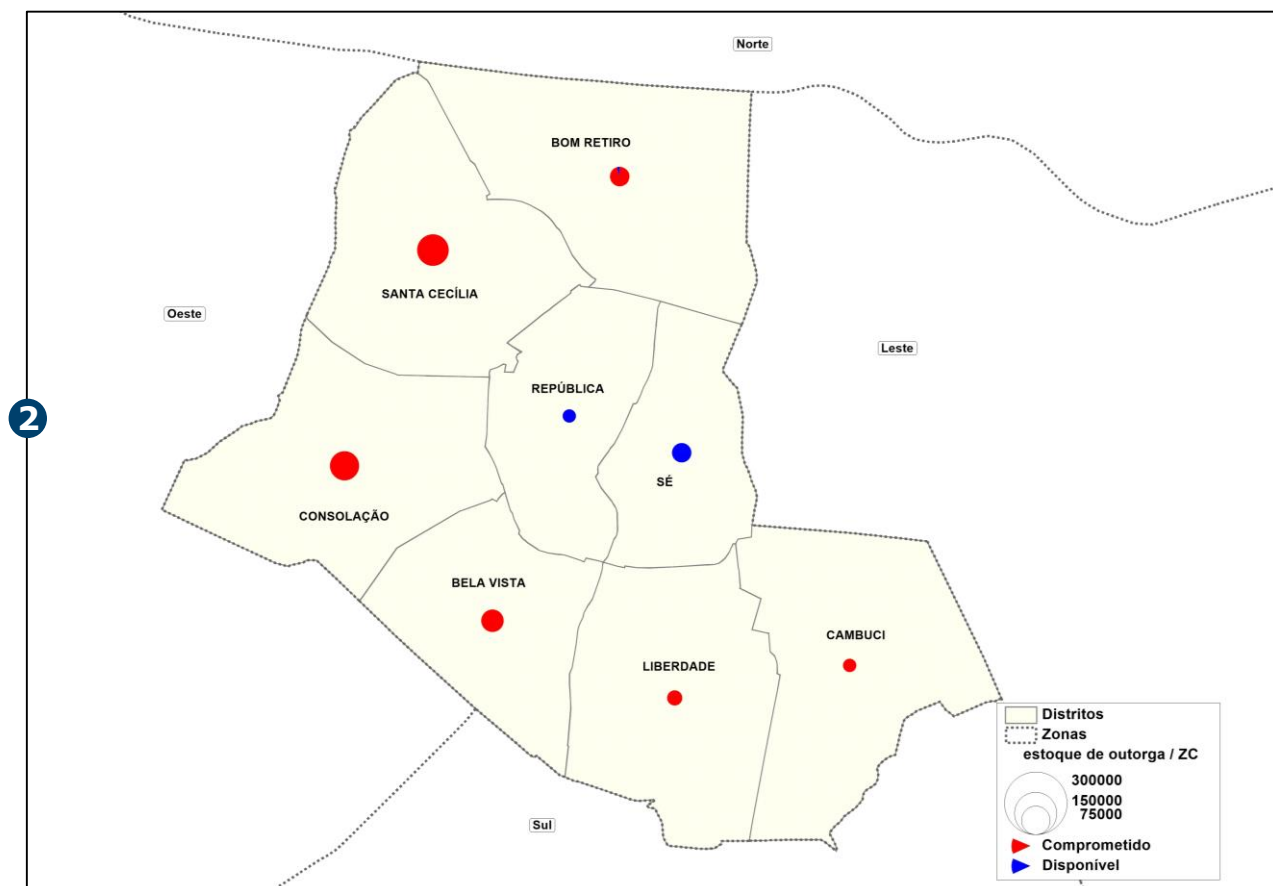 Norte
BOM RETIRO
SANTA CECÍLIA
Oeste
Leste
REPÚBLICA
2
SÉ
CONSOLAÇÃO
BELA VISTA
CAMBUCI
LIBERDADE
Sul
Distritos
Zonas
estoque de outorga / ZC
300000
150000
75000
Comprometido
Disponível